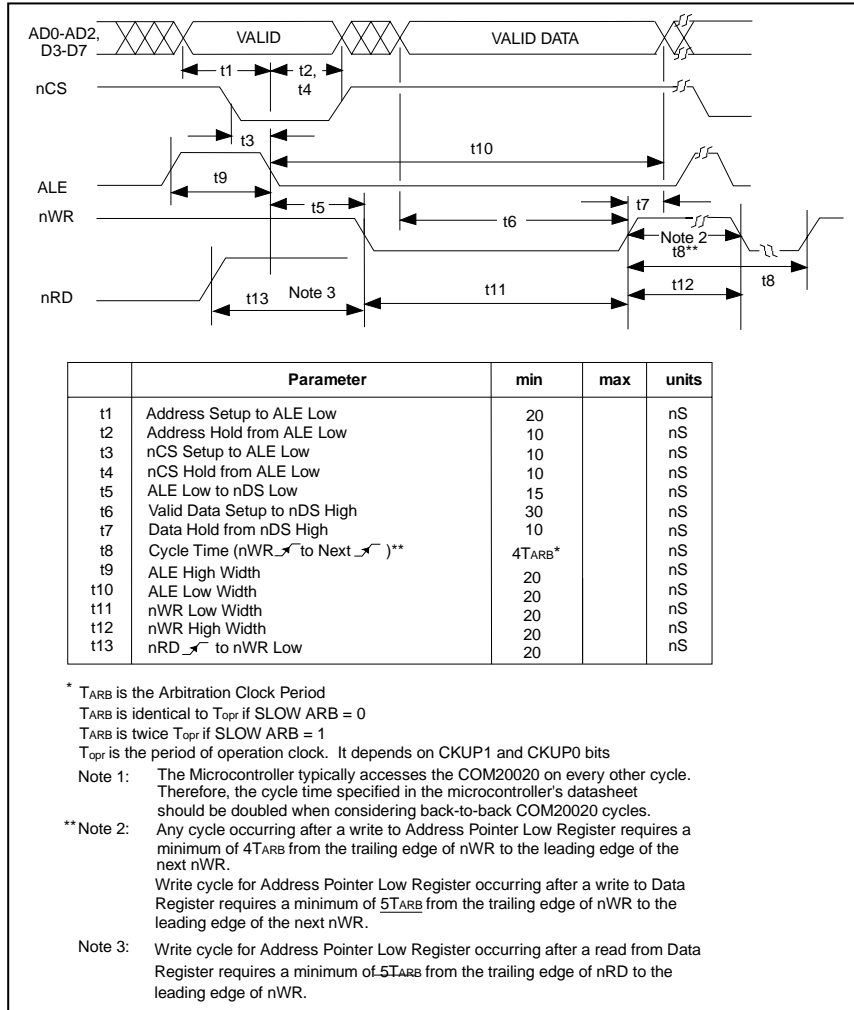 AD0-AD2,
D3-D7
VALID
VALID DATA
t1
t2,
t4
nCS
t3
t10
ALE
t9
t5
t7
nWR
t6
Note 2
t8**
t8
nRD
t13
Note 3
t11
t12
Parameter min max units
t1 Address Setup to ALE Low 20 nS
t2 Address Hold from ALE Low 10 nS
t3 nCS Setup to ALE Low 10 nS
t4 nCS Hold from ALE Low 10 nS
t5 ALE Low to nDS Low 15 nS
t6 Valid Data Setup to nDS High 30 nS
t7 Data Hold from nDS High 10 nS
t8 Cycle Time (nWR to Next )** 4TARB* nS
t9 ALE High Width 20 nS
t10 ALE Low Width 20 nS
t11 nWR Low Width 20 nS
t12 nWR High Width 20 nS
t13 nRD to nWR Low 20 nS
* TARB is the Arbitration Clock Period
TARB is identical to Topr if SLOW ARB = 0
TARB is twice Topr if SLOW ARB = 1
Topr is the period of operation clock. It depends on CKUP1 and CKUP0 bits
Note 1: The Microcontroller typically accesses the COM20020 on every other cycle.
Therefore, the cycle time specified in the microcontroller's datasheet
should be doubled when considering back-to-back COM20020 cycles.
**Note 2: Any cycle occurring after a write to Address Pointer Low Register requires a
minimum of 4TARB from the trailing edge of nWR to the leading edge of the
next nWR.
Write cycle for Address Pointer Low Register occurring after a write to Data
Register requires a minimum of 5TARB from the trailing edge of nWR to the
leading edge of the next nWR.
Note 3: Write cycle for Address Pointer Low Register occurring after a read from Data
Register requires a minimum of 5TARB from the trailing edge of nRD to the
leading edge of nWR.